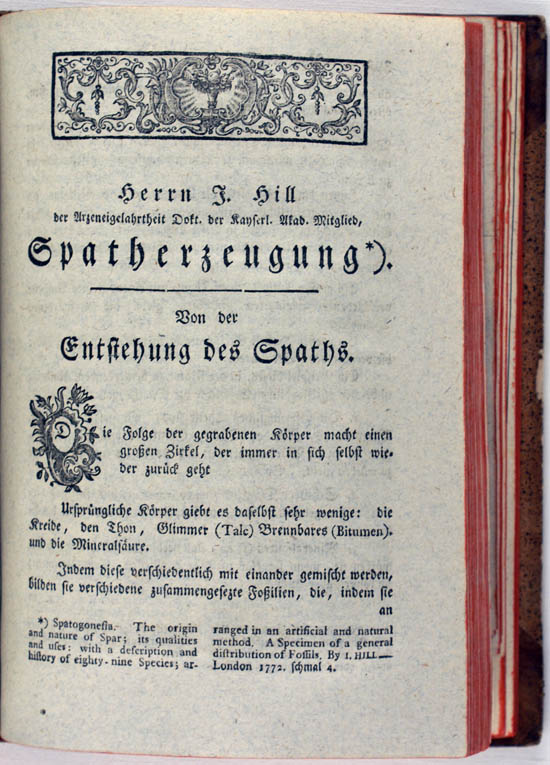 Herrn J. Hill
der Arzeneigelahrtheit Dokt. der Kayserl. Akad. Mitglied,
Spatherzeugung*).
Von der
Entstehung des Spaths.
Die Folge der gegrabenen Körper macht einen
großen Zirkel, der immer in sich selbst wie-
der zurück geht
Ursprüngliche Körper giebt es daselbst sehr wenige: die
Kreide, den Thon, Glimmer (Talc) Brennbares (Bitumen).
und die Mineralsäure.
Indem diese verschiedentlich mit einander gemischt werden,
bilden sie verschiedene zusammengesezte Foßilien, die, indem sie
an
*) Spatogonesia. The origin
and nature of Spar; its qualities
and uses: with a description and
history of eighty-nine Species; ar-
ranged in an artificial and natural
method. A Specimen of a general
distribution of Fossils. By I. HILL—
London 1772. schmal 4.